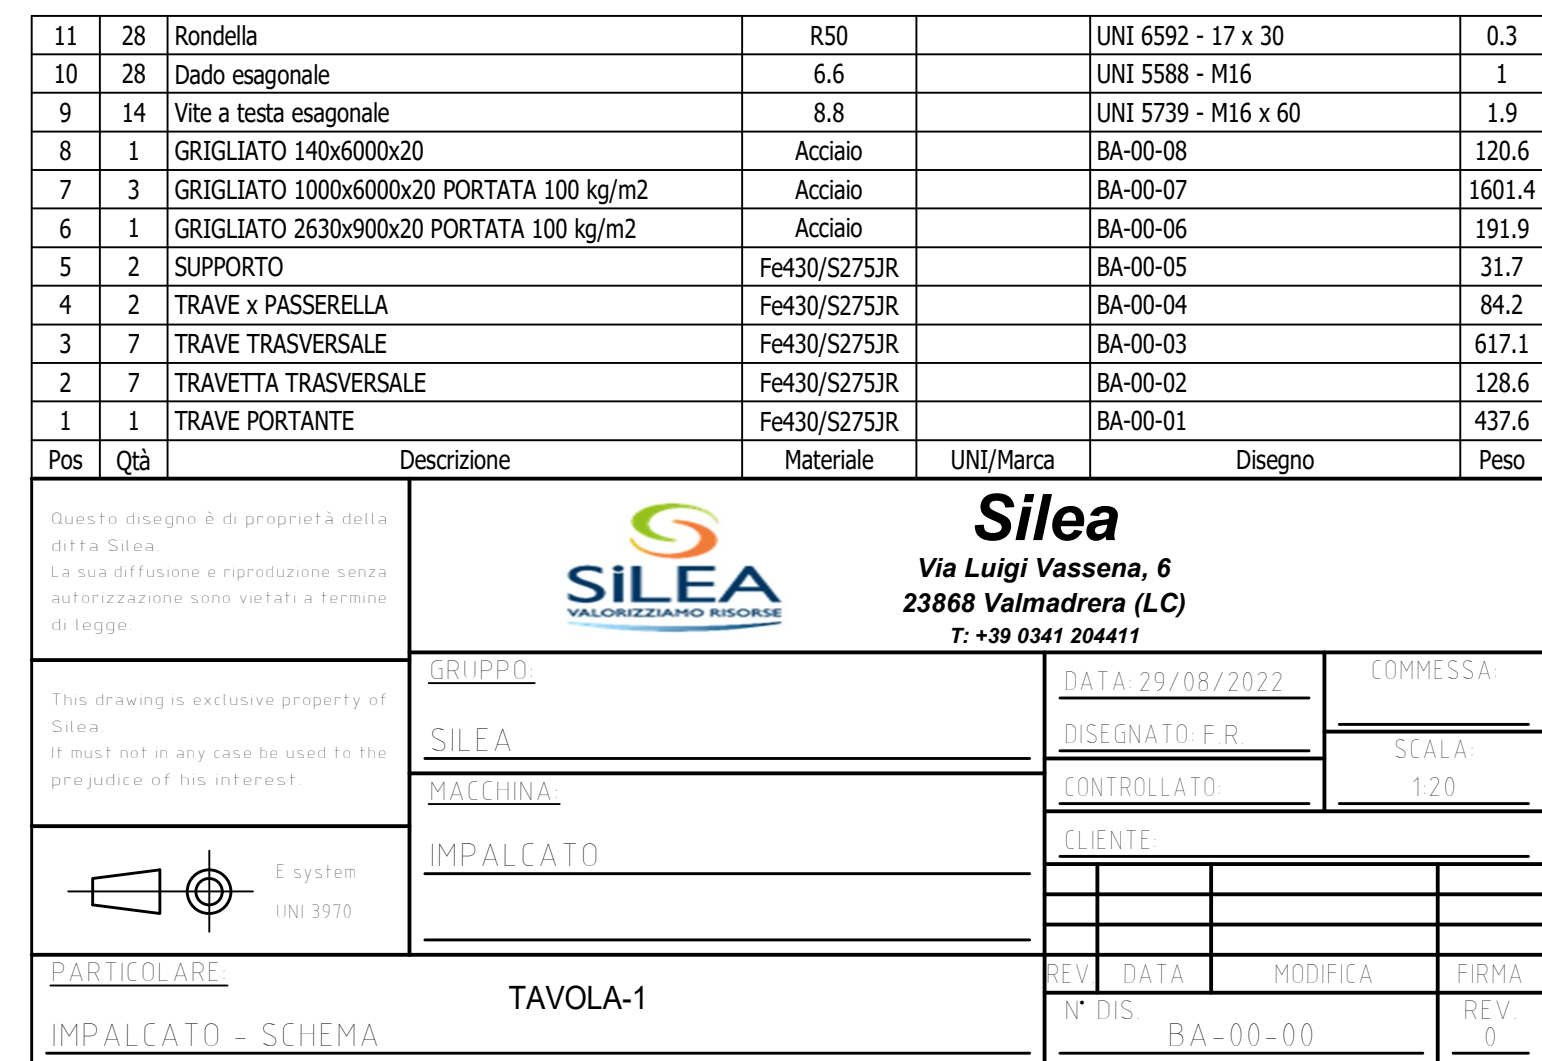 11 28 Rondella R50 UNI 6592 - 17 x 30 0.3
10 28 Dado esagonale 6.6 UNI 5588 - M16 1
9 14 Vite a testa esagonale 8.8 UNI 5739 - M16 x 60 1.9
8 1 GRIGLIATO 140x6000x20 Acciaio BA-00-08 120.6
7 3 GRIGLIATO 1000x6000x20 PORTATA 100 kg/m2 Acciaio BA-00-07 1601.4
6 1 GRIGLIATO 2630x900x20 PORTATA 100 kg/m2 Acciaio BA-00-06 191.9
5 2 SUPPORTO Fe430/S275JR BA-00-05 31.7
4 2 TRAVE x PASSERELLA Fe430/S275JR BA-00-04 84.2
3 7 TRAVE TRASVERSALE Fe430/S275JR BA-00-03 617.1
2 7 TRAVETTA TRASVERSALE Fe430/S275JR BA-00-02 128.6
1 1 TRAVE PORTANTE Fe430/S275JR BA-00-01 437.6
Pos Qtà Descrizione Materiale UNI/Marca Disegno Peso
Questo disegno è di proprietà della
ditta Silea.
La sua diffusione e riproduzione senza
autorizzazione sono vietati a termine
di legge.
SiLEA
VALORIZZIAMO RISORSE
Silea
Via Luigi Vassena, 6
23868 Valmadrera (LC)
T: +39 0341 204411
This drawing is exclusive property of
Silea.
It must not in any case be used to the
prejudice of his interest.
GRUPPO:
SILEA
DATA: 29/08/2022
COMMESSA:
DISEGNATO: F.R.
SCALA:
1:20
MACCHINA:
IMPALCATO
CONTROLLATO:
CLIENTE:
E system
UNI 3970
REV. DATA MODIFICA FIRMA
PARTICOLARE:
TAVOLA-1
IMPALCATO - SCHEMA
N° DIS.
BA-00-00
REV.
0